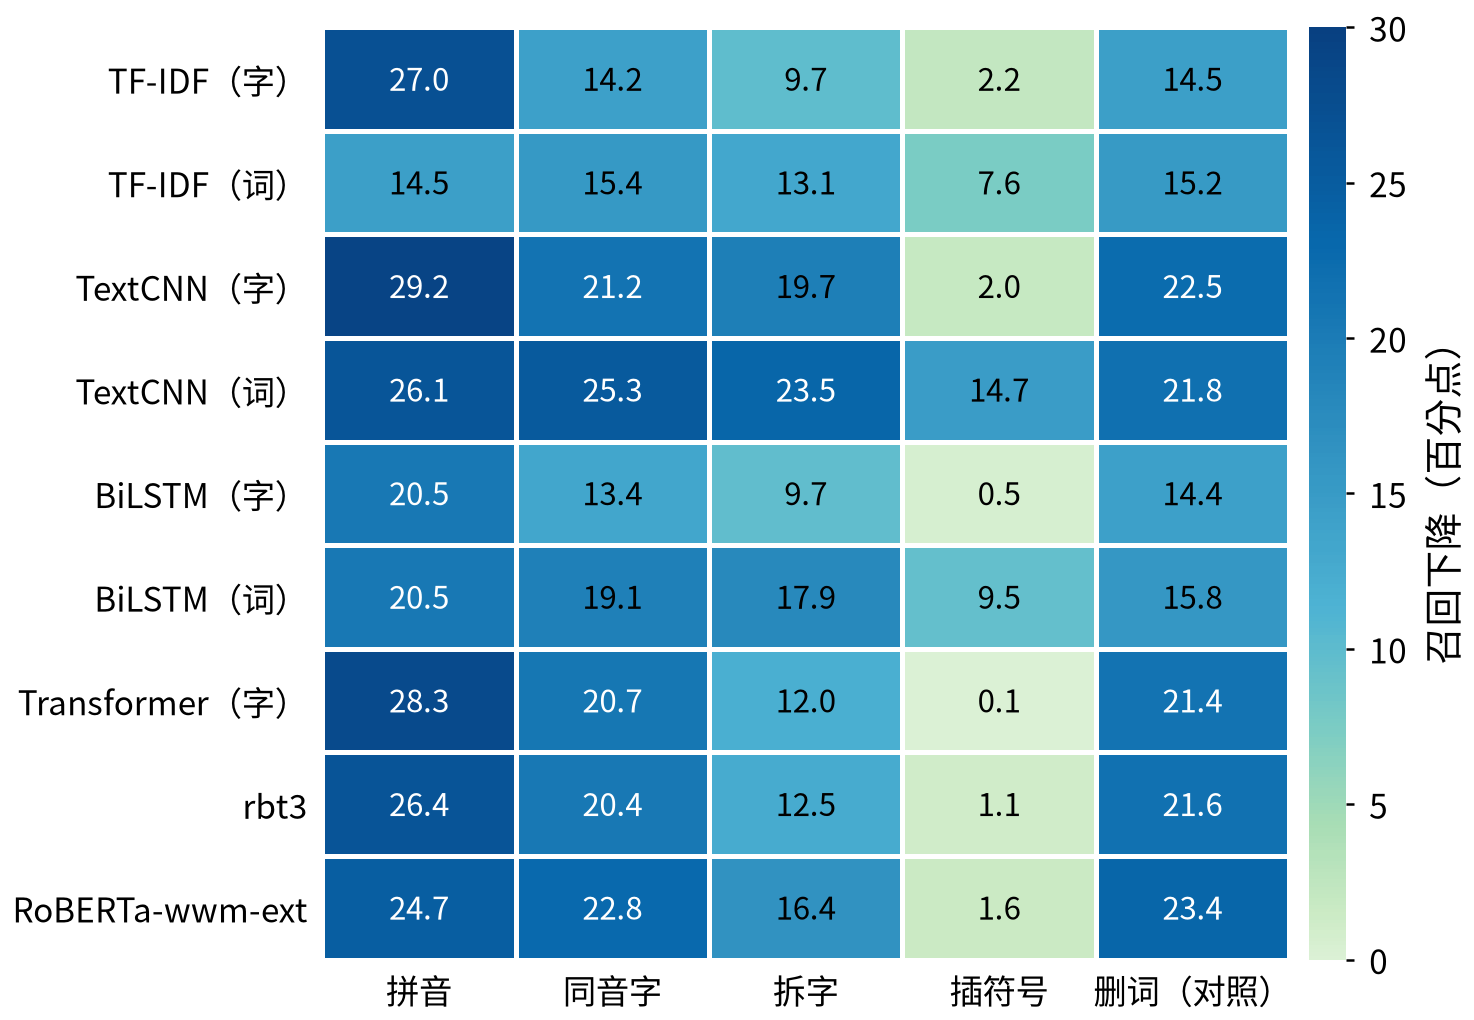 TF-IDF（字） 27.0 14.2 9.7 2.2 14.5
TF-IDF（词） 14.5 15.4 13.1 7.6 15.2
TextCNN（字） 29.2 21.2 19.7 2.0 22.5
TextCNN（词） 26.1 25.3 23.5 14.7 21.8
BiLSTM（字） 20.5 13.4 9.7 0.5 14.4
BiLSTM（词） 20.5 19.1 17.9 9.5 15.8
Transformer（字） 28.3 20.7 12.0 0.1 21.4
rbt3 26.4 20.4 12.5 1.1 21.6
RoBERTa-wwm-ext 24.7 22.8 16.4 1.6 23.4
拼音 同音字 拆字 插符号 删词（对照）
30
25
20
15
10
5
0
召回下降（百分点）